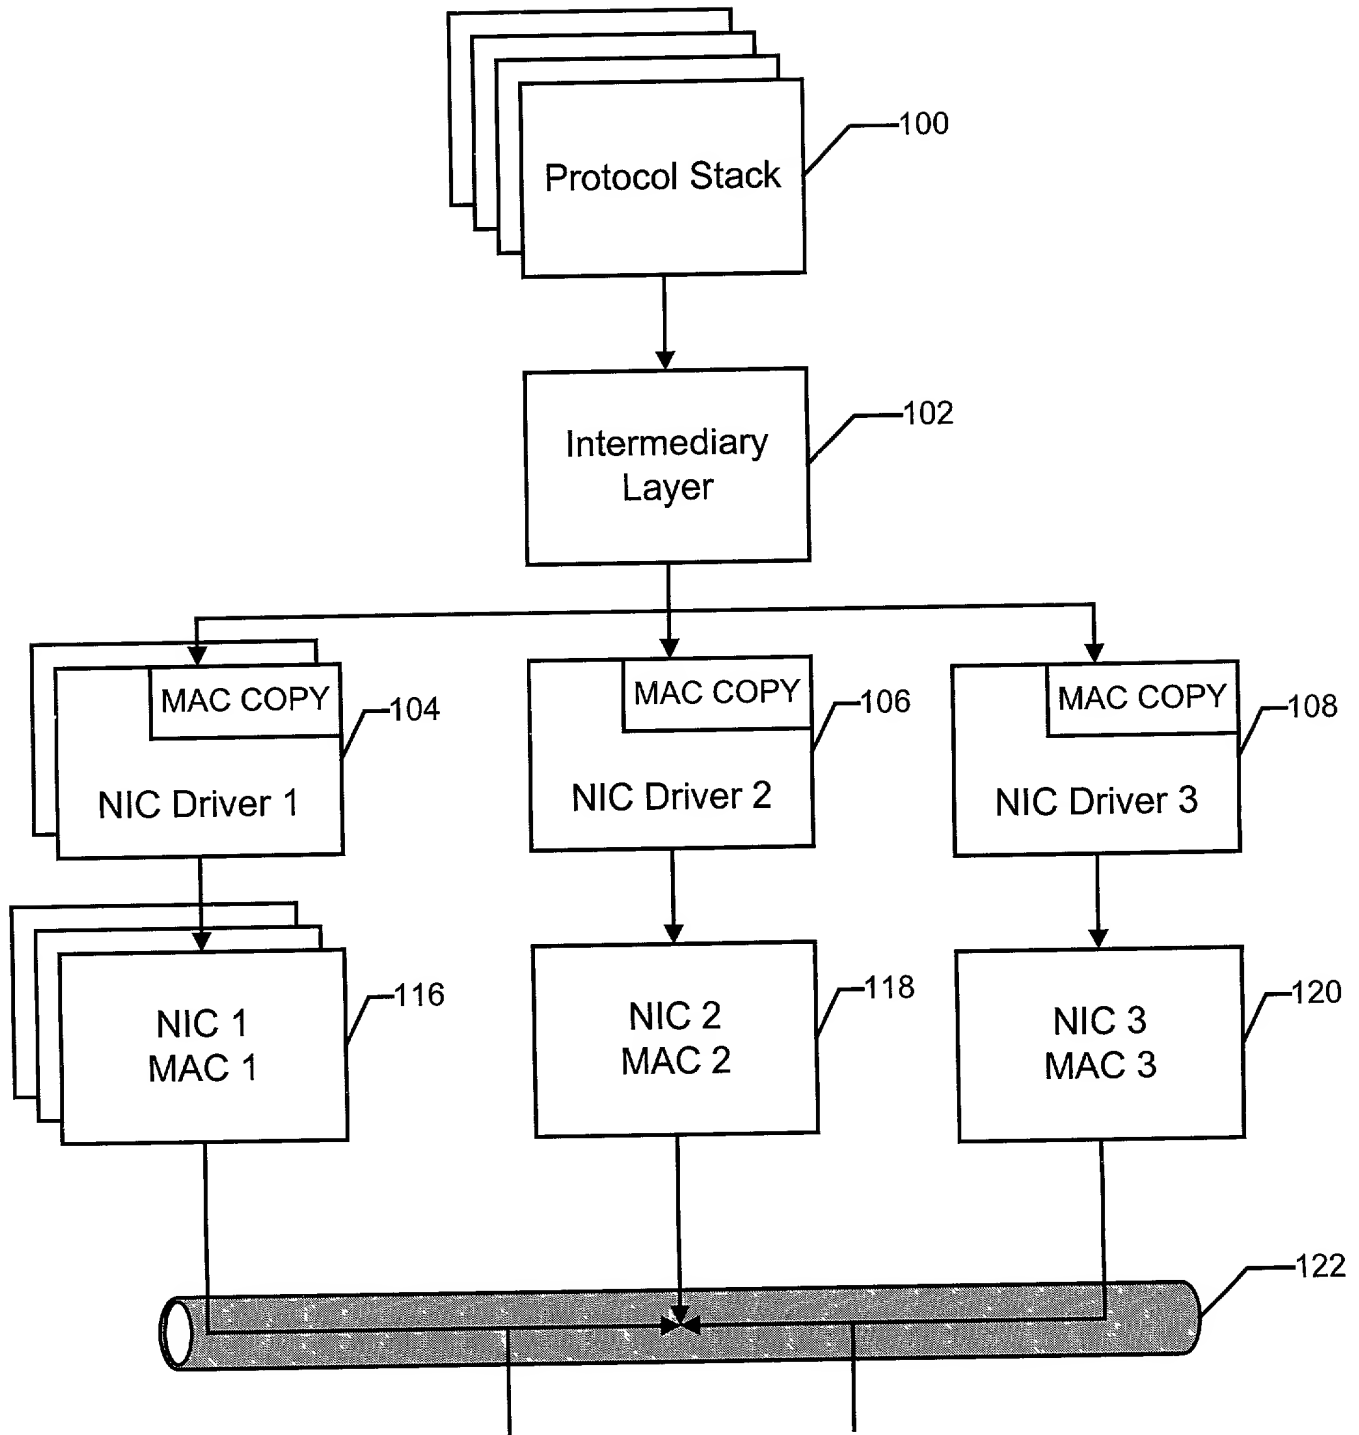 100
Protocol Stack
102
Intermediary
Layer
MAC COPY
104
NIC Driver 1
MAC COPY
106
NIC Driver 2
MAC COPY
108
NIC Driver 3
NIC 1
MAC 1
116
NIC 2
MAC 2
118
NIC 3
MAC 3
120
122